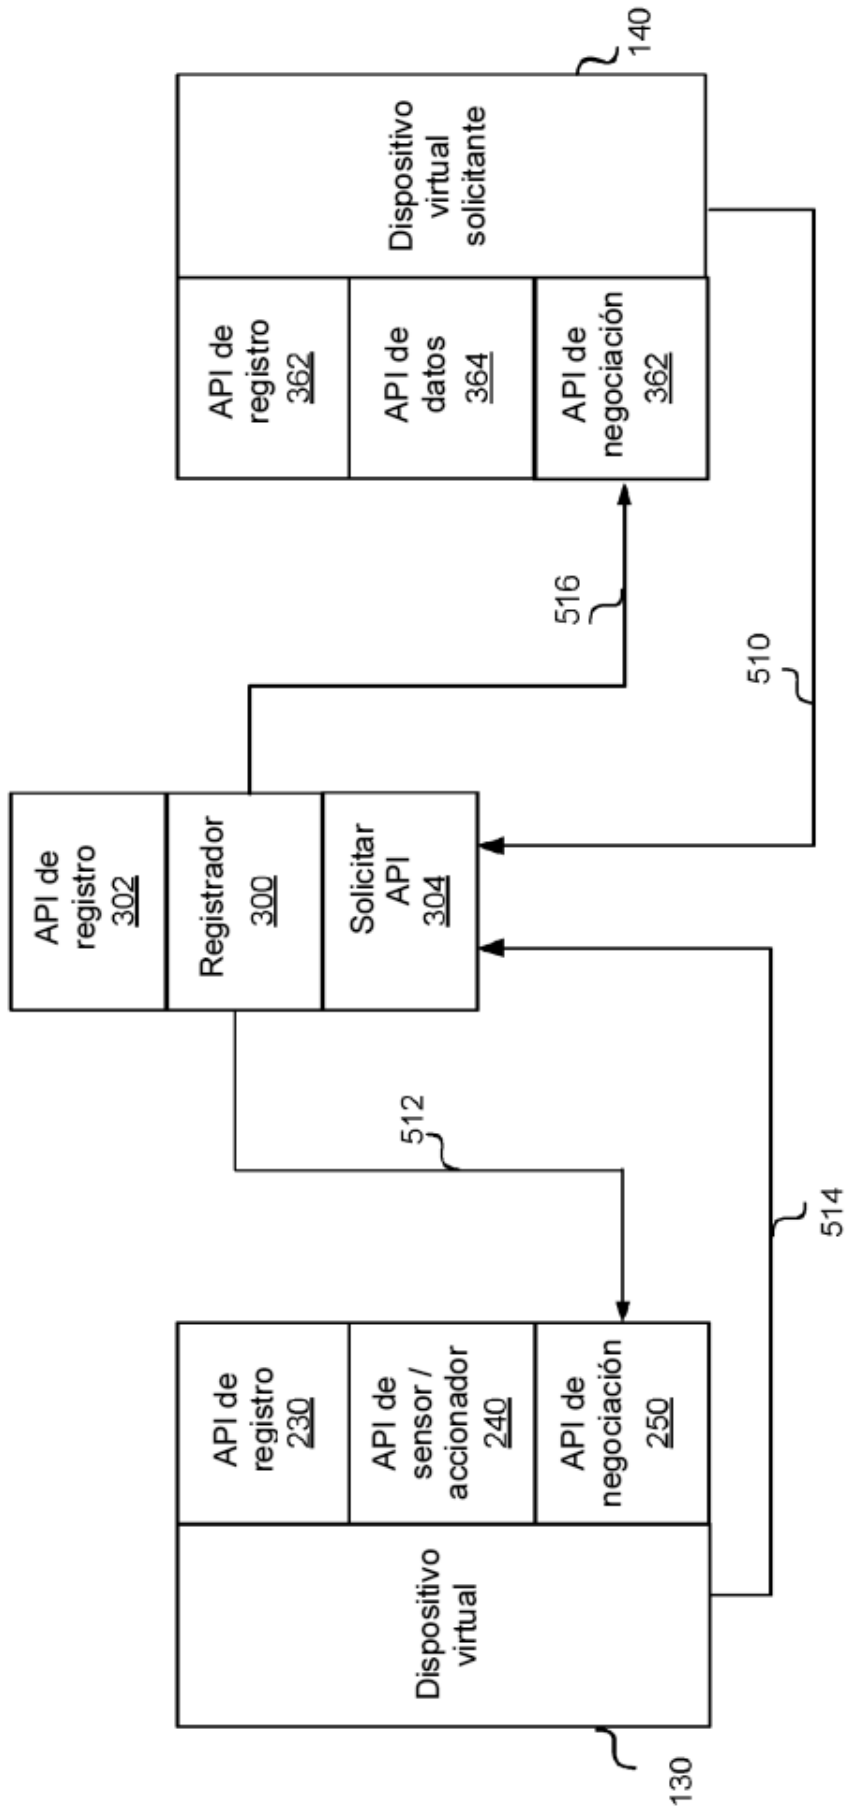 API de
registro
302
Registrador
300
Solicitar
API
304
Dispositivo
virtual
130
API de
registro
230
API de
sensor /
accionador
240
API de
negociación
250
512
514
516
510
API de
registro
362
API de
datos
364
API de
negociación
362
Dispositivo
virtual
solicitante
140